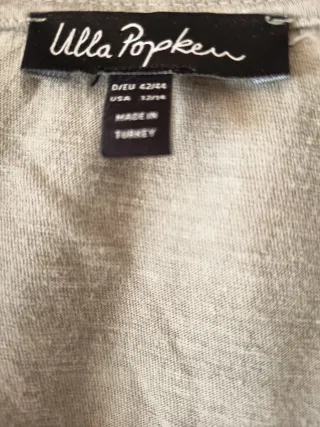 Ulla Popken
D/EU 42/44
USA 12/14
MADE IN
TURKEY